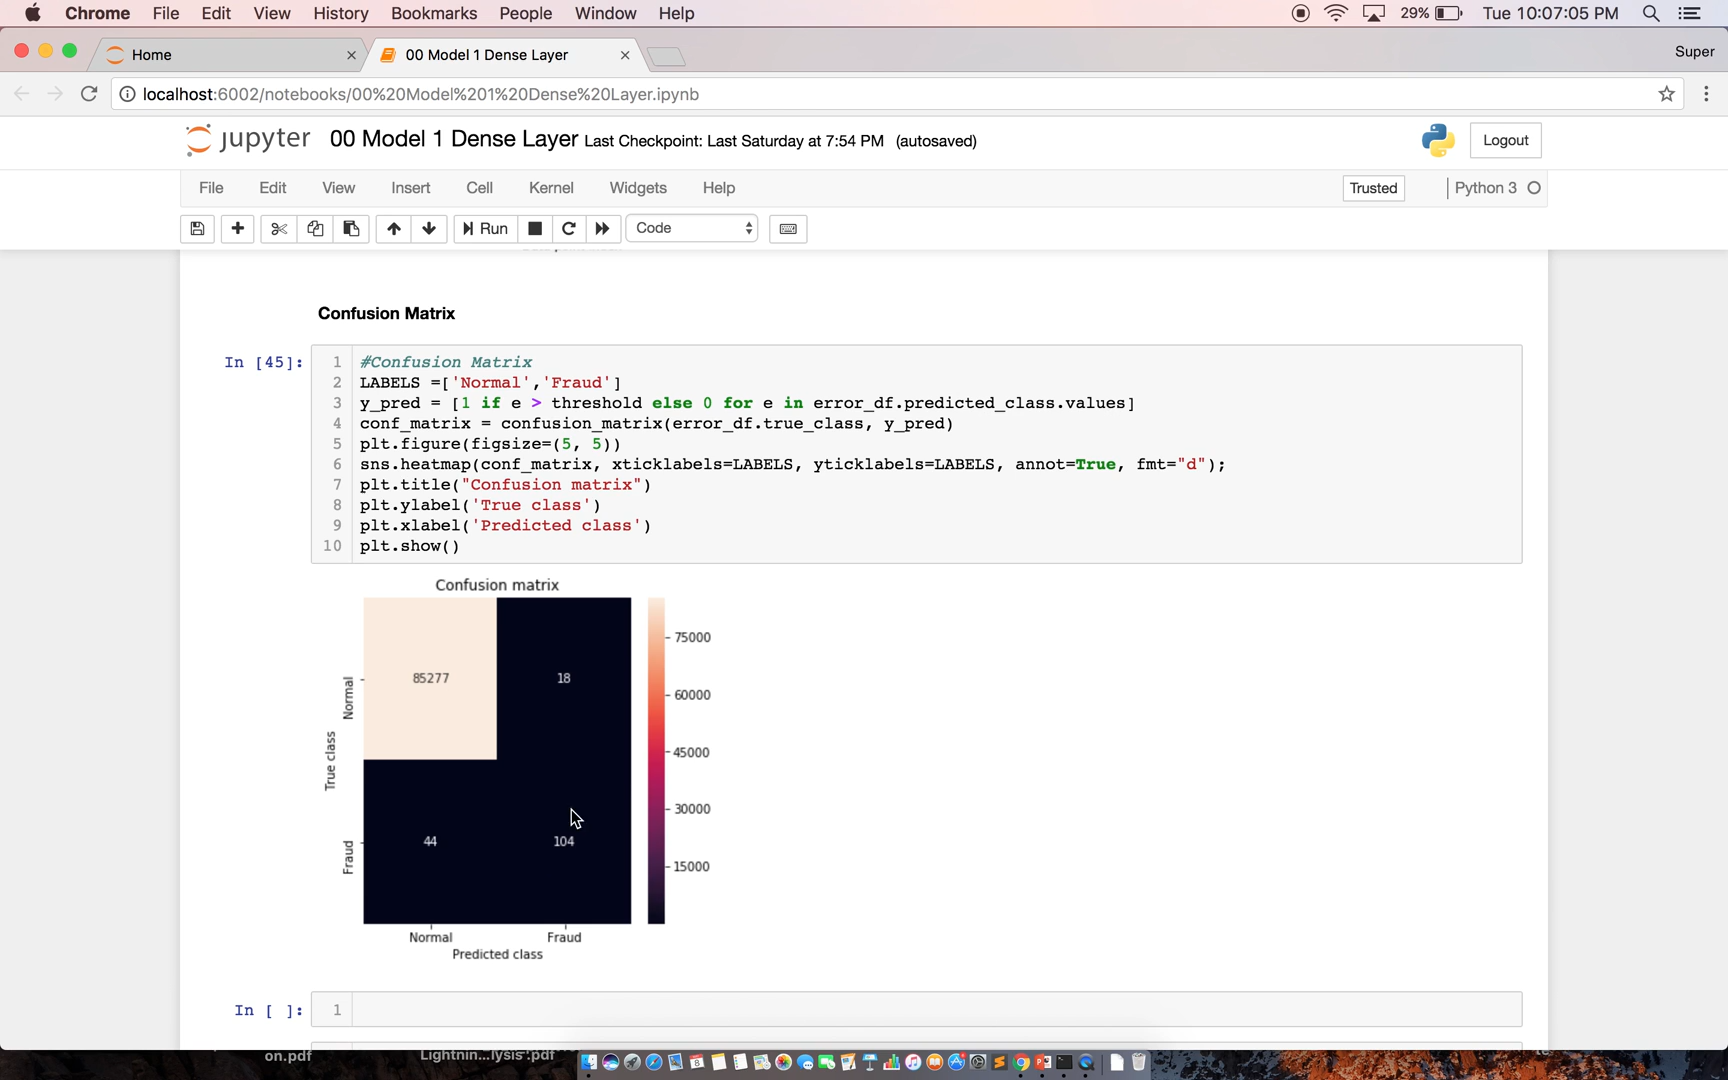 Chrome File Edit View History Bookmarks People Window Help 29% Tue 10:07:05 PM
Home 00 Model 1 Dense Layer Super
localhost:6002/notebooks/00%20Model%201%20Dense%20Layer.ipynb
jupyter 00 Model 1 Dense Layer Last Checkpoint: Last Saturday at 7:54 PM (autosaved) Logout
File Edit View Insert Cell Kernel Widgets Help Trusted Python 3
Run Code
Confusion Matrix
In [45]: 1 #Confusion Matrix
2 LABELS =['Normal','Fraud']
3 y_pred = [1 if e > threshold else 0 for e in error_df.predicted_class.values]
4 conf_matrix = confusion_matrix(error_df.true_class, y_pred)
5 plt.figure(figsize=(5, 5))
6 sns.heatmap(conf_matrix, xticklabels=LABELS, yticklabels=LABELS, annot=True, fmt="d");
7 plt.title("Confusion matrix")
8 plt.ylabel('True class')
9 plt.xlabel('Predicted class')
10 plt.show()
Confusion matrix
75000
Normal 85277 18
60000
True class
45000
30000
Fraud 44 104
15000
Normal Fraud
Predicted class
In [ ]: 1
on.pdf Lightnin...lysis .pdf